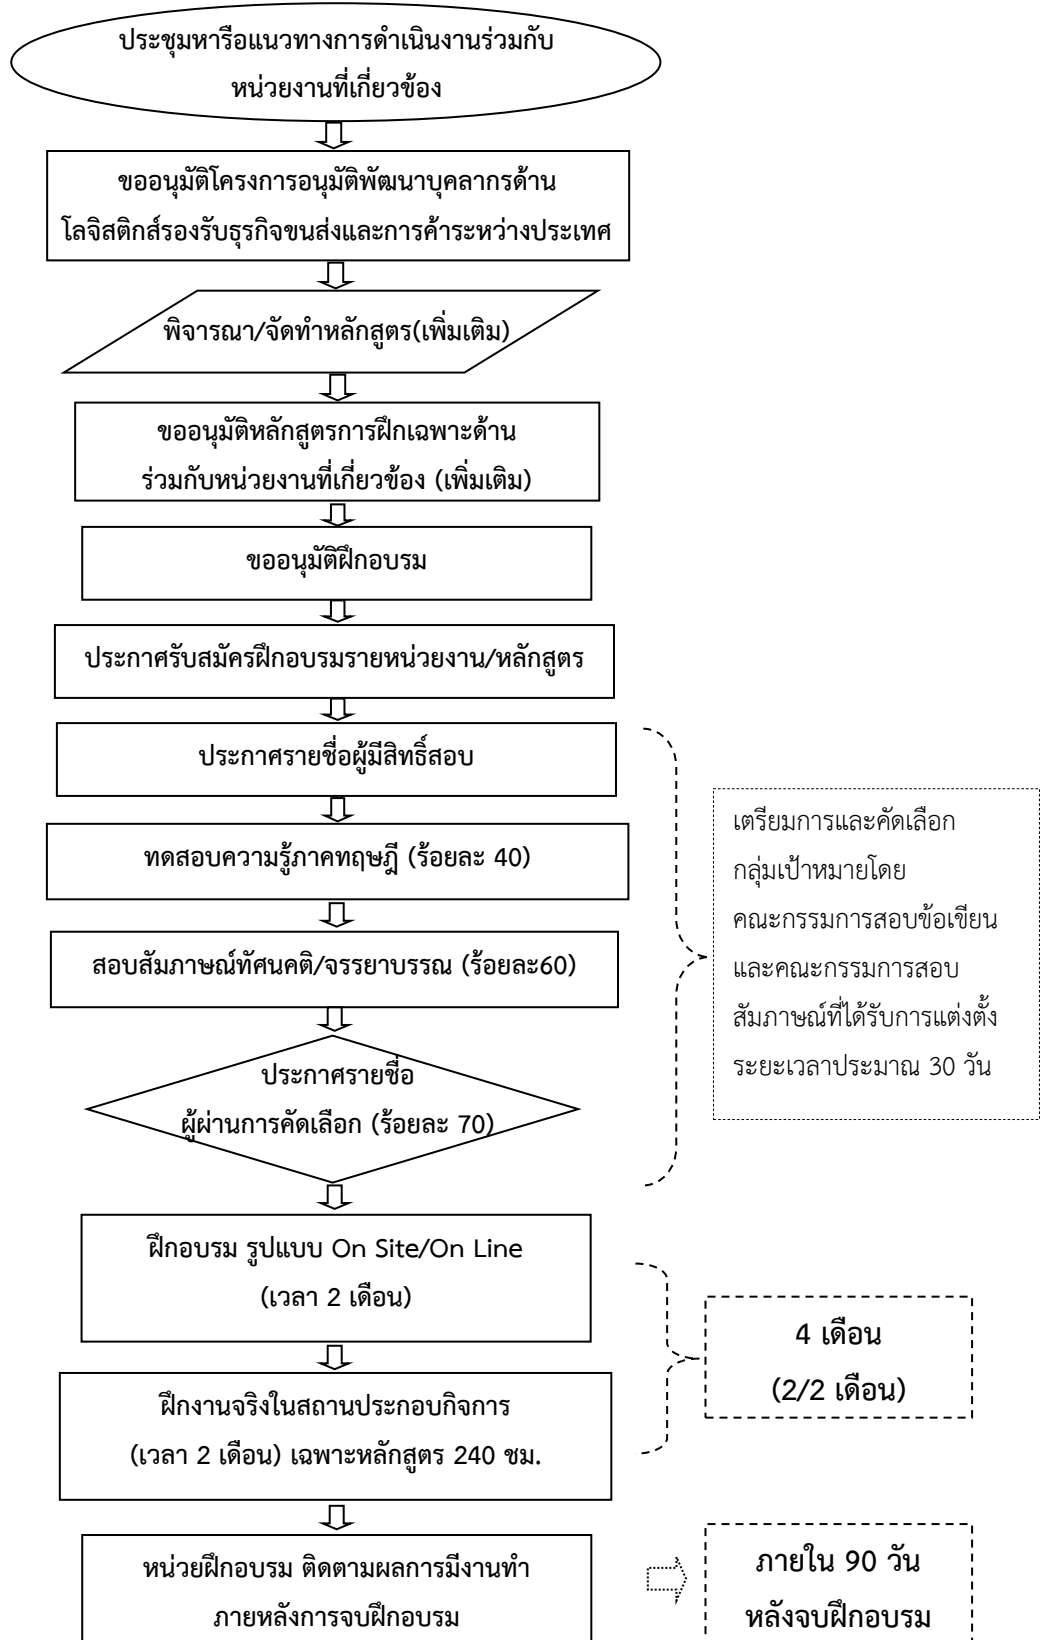 ประชุมหารือแนวทางการดำเนินงานร่วมกับ
หน่วยงานที่เกี่ยวข้อง
ขออนุมัติโครงการอนุมัติพัฒนาบุคลากรด้าน
โลจิสติกส์รองรับธุรกิจขนส่งและการค้าระหว่างประเทศ
พิจารณา/จัดทำหลักสูตร(เพิ่มเติม)
ขออนุมัติหลักสูตรการฝึกเฉพาะด้าน
ร่วมกับหน่วยงานที่เกี่ยวข้อง (เพิ่มเติม)
ขออนุมัติฝึกอบรม
ประกาศรับสมัครฝึกอบรมรายหน่วยงาน/หลักสูตร
ประกาศรายชื่อผู้มีสิทธิ์สอบ
ทดสอบความรู้ภาคทฤษฎี (ร้อยละ 40)
สอบสัมภาษณ์ทัศนคติ/จรรยาบรรณ (ร้อยละ60)
ประกาศรายชื่อ
ผู้ผ่านการคัดเลือก (ร้อยละ 70)
เตรียมการและคัดเลือก
กลุ่มเป้าหมายโดย
คณะกรรมการสอบข้อเขียน
และคณะกรรมการสอบ
สัมภาษณ์ที่ได้รับการแต่งตั้ง
ระยะเวลาประมาณ 30 วัน
ฝึกอบรม รูปแบบ On Site/On Line
(เวลา 2 เดือน)
ฝึกงานจริงในสถานประกอบกิจการ
(เวลา 2 เดือน) เฉพาะหลักสูตร 240 ชม.
4 เดือน
(2/2 เดือน)
หน่วยฝึกอบรม ติดตามผลการมีงานทำ
ภายหลังการจบฝึกอบรม
ภายใน 90 วัน
หลังจบฝึกอบรม